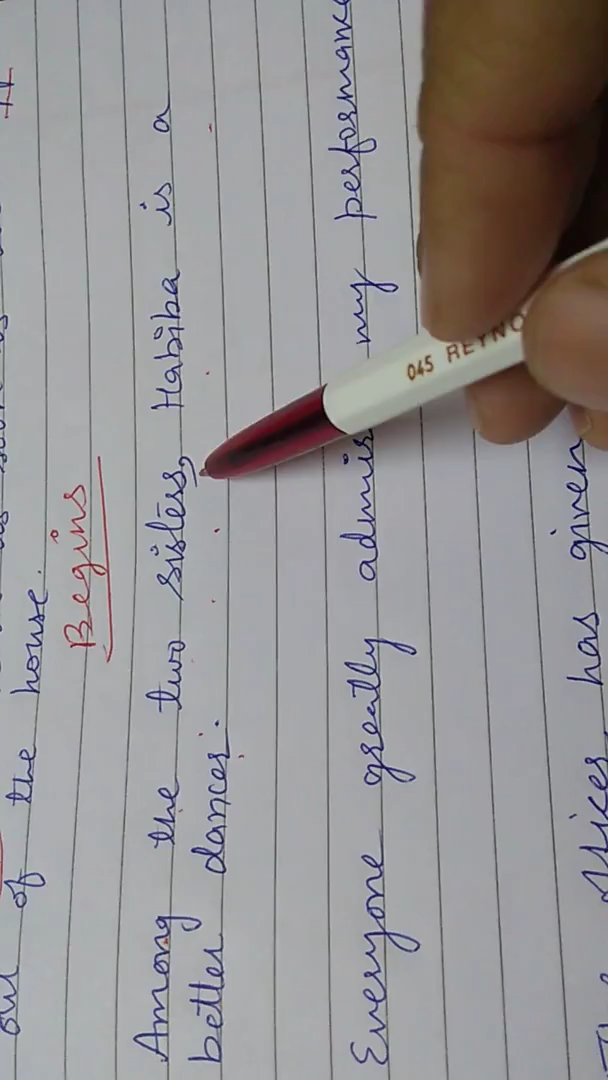 out of the house.
Begins
Among the two sisters, Habiba is a
better dancer.
Everyone greatly my performance
has given
045 REYNO